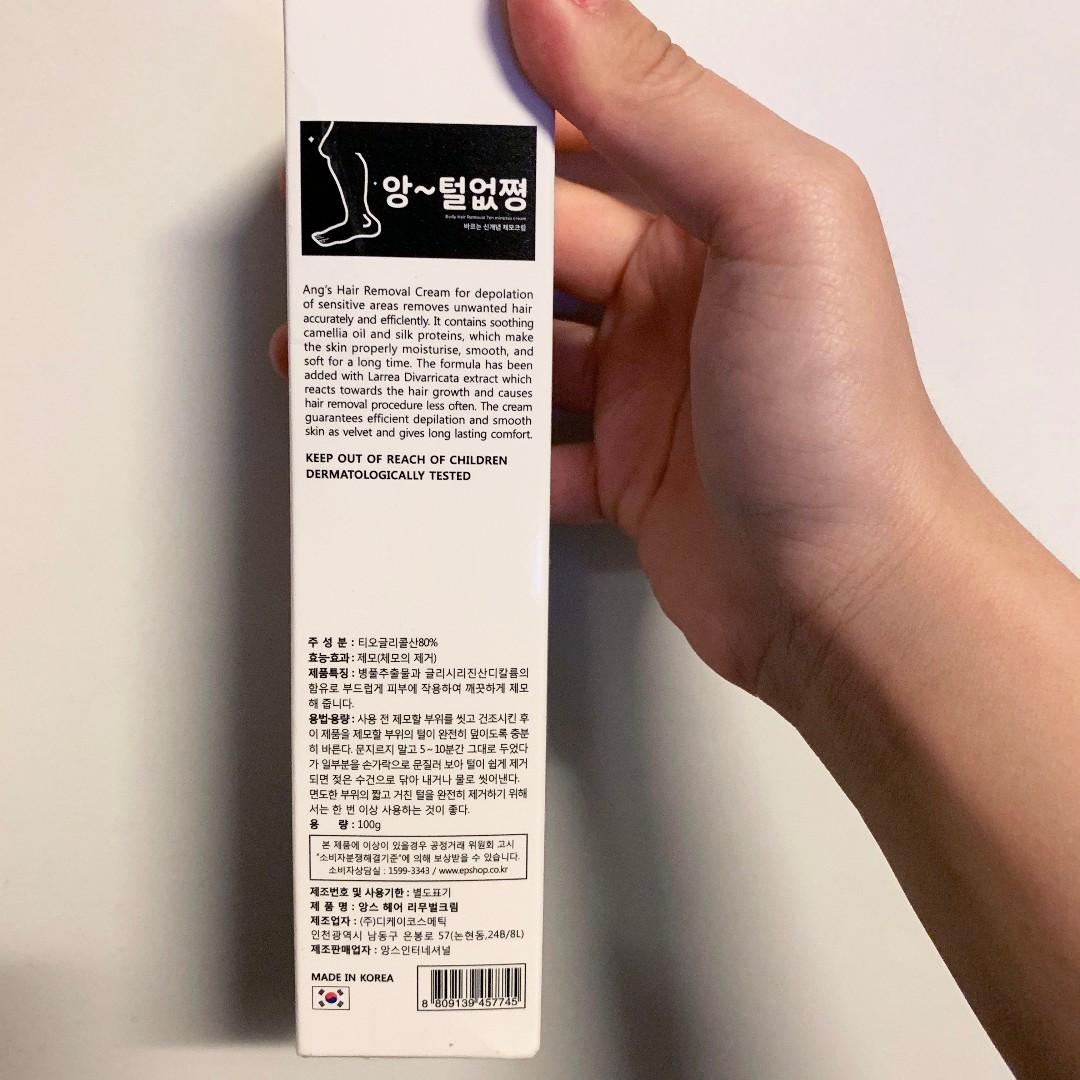 앙~털없쩡
Body Hair Removal Ten minutes cream
바르는 신개념 제모크림
Ang's Hair Removal Cream for depolation
of sensitive areas removes unwanted hair
accurately and efficlently. It contains soothing
camellia oil and silk proteins, which make
the skin properly moisturise, smooth, and
soft for a long time. The formula has been
added with Larrea Divarricata extract which
reacts towards the hair growth and causes
hair removal procedure less often. The cream
guarantees efficient depilation and smooth
skin as velvet and gives long lasting comfort.
KEEP OUT OF REACH OF CHILDREN
DERMATOLOGICALLY TESTED
주 성 분 : 티오글리콜산80%
효능·효과 : 제모(체모의 제거)
제품특징 : 병풀추출물과 글리시리진산디칼륨의
함유로 부드럽게 피부에 작용하여 깨끗하게 제모
해 줍니다.
용법·용량 : 사용 전 제모할 부위를 씻고 건조시킨 후
이 제품을 제모할 부위의 털이 완전히 덮이도록 충분
히 바른다. 문지르지 말고 5~10분간 그대로 두었다
가 일부분을 손가락으로 문질러 보아 털이 쉽게 제거
되면 젖은 수건으로 닦아 내거나 물로 씻어낸다.
면도한 부위의 짧고 거친 털을 완전히 제거하기 위해
서는 한 번 이상 사용하는 것이 좋다.
용 량 : 100g
본 제품에 이상이 있을경우 공정거래 위원회 고시
"소비자분쟁해결기준"에 의해 보상받을 수 있습니다.
소비자상담실 : 1599-3343 / www.epshop.co.kr
제조번호 및 사용기한 : 별도표기
제 품 명 : 앙스 헤어 리무벌크림
제조업자 : (주)디케이코스메틱
인천광역시 남동구 은봉로 57(논현동,24B/8L)
제조판매업자 : 앙스인터네셔널
MADE IN KOREA
8 809139 457745